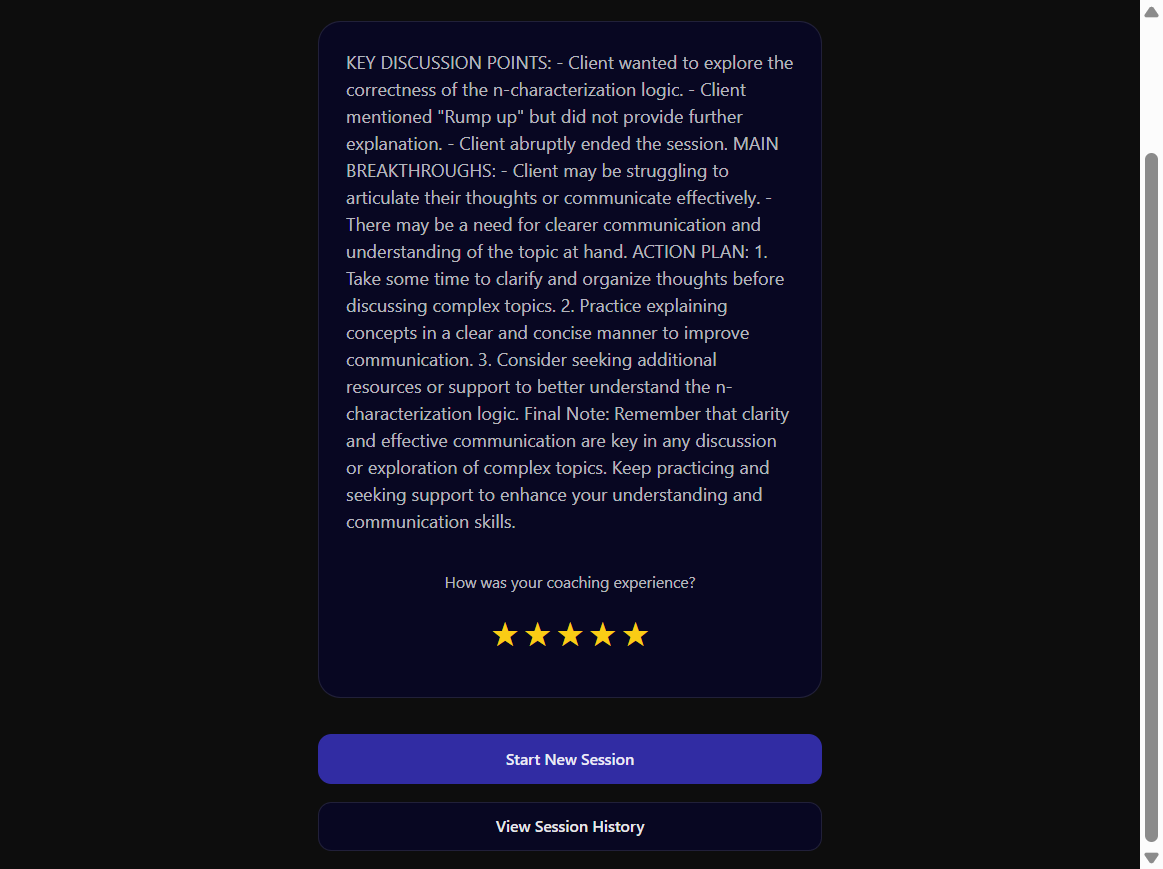 KEY DISCUSSION POINTS: - Client wanted to explore the
correctness of the n-characterization logic. - Client
mentioned "Rump up" but did not provide further
explanation. - Client abruptly ended the session. MAIN
BREAKTHROUGHS: - Client may be struggling to
articulate their thoughts or communicate effectively. -
There may be a need for clearer communication and
understanding of the topic at hand. ACTION PLAN: 1.
Take some time to clarify and organize thoughts before
discussing complex topics. 2. Practice explaining
concepts in a clear and concise manner to improve
communication. 3. Consider seeking additional
resources or support to better understand the n-
characterization logic. Final Note: Remember that clarity
and effective communication are key in any discussion
or exploration of complex topics. Keep practicing and
seeking support to enhance your understanding and
communication skills.
How was your coaching experience?
Start New Session
View Session History